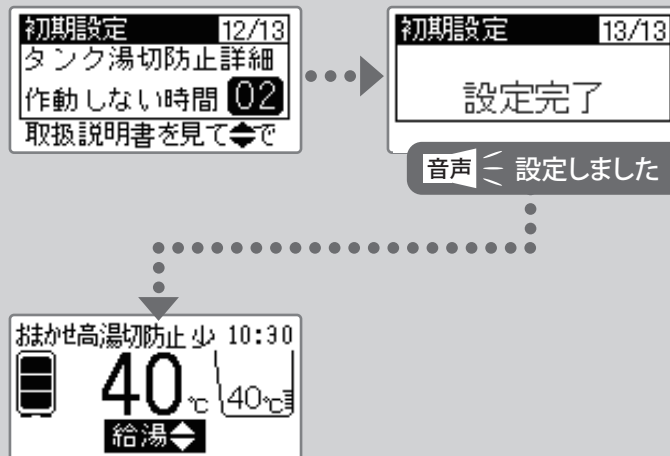 初期設定 12/13
タンク湯切防止詳細
作動しない時間 02
取扱説明書を見て◆で
初期設定 13/13
設定完了
音声 設定しました
おまかせ高湯切防止少 10:30
40℃ 40℃
給湯◆